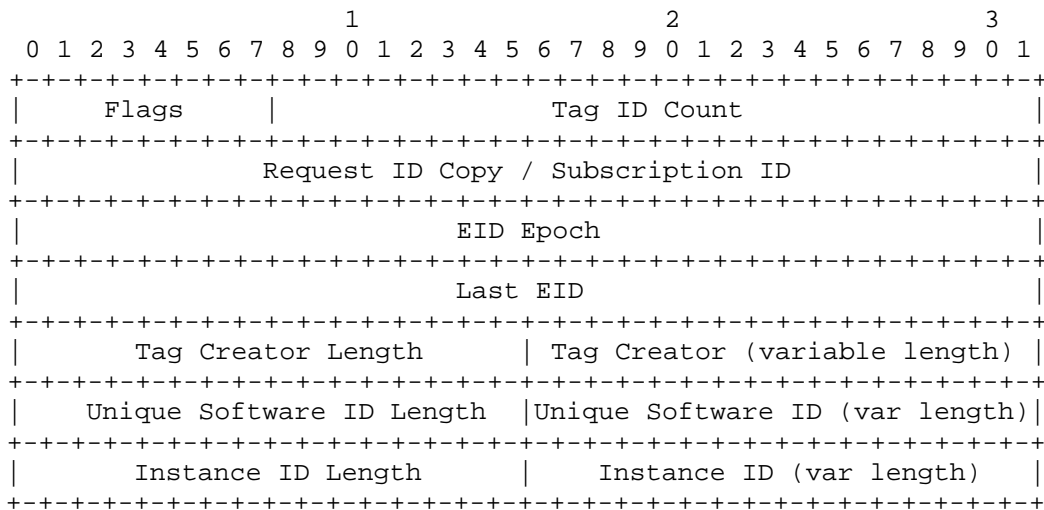 1                   2                   3
 0 1 2 3 4 5 6 7 8 9 0 1 2 3 4 5 6 7 8 9 0 1 2 3 4 5 6 7 8 9 0 1
+-+-+-+-+-+-+-+-+-+-+-+-+-+-+-+-+-+-+-+-+-+-+-+-+-+-+-+-+-+-+-+-+
|     Flags     |                 Tag ID Count                  |
+-+-+-+-+-+-+-+-+-+-+-+-+-+-+-+-+-+-+-+-+-+-+-+-+-+-+-+-+-+-+-+-+
|               Request ID Copy / Subscription ID               |
+-+-+-+-+-+-+-+-+-+-+-+-+-+-+-+-+-+-+-+-+-+-+-+-+-+-+-+-+-+-+-+-+
|                           EID Epoch                           |
+-+-+-+-+-+-+-+-+-+-+-+-+-+-+-+-+-+-+-+-+-+-+-+-+-+-+-+-+-+-+-+-+
|                           Last EID                            |
+-+-+-+-+-+-+-+-+-+-+-+-+-+-+-+-+-+-+-+-+-+-+-+-+-+-+-+-+-+-+-+-+
|       Tag Creator Length      | Tag Creator (variable length) |
+-+-+-+-+-+-+-+-+-+-+-+-+-+-+-+-+-+-+-+-+-+-+-+-+-+-+-+-+-+-+-+-+
|    Unique Software ID Length  |Unique Software ID (var length)|
+-+-+-+-+-+-+-+-+-+-+-+-+-+-+-+-+-+-+-+-+-+-+-+-+-+-+-+-+-+-+-+-+
|       Instance ID Length      |    Instance ID (var length)   |
+-+-+-+-+-+-+-+-+-+-+-+-+-+-+-+-+-+-+-+-+-+-+-+-+-+-+-+-+-+-+-+-+